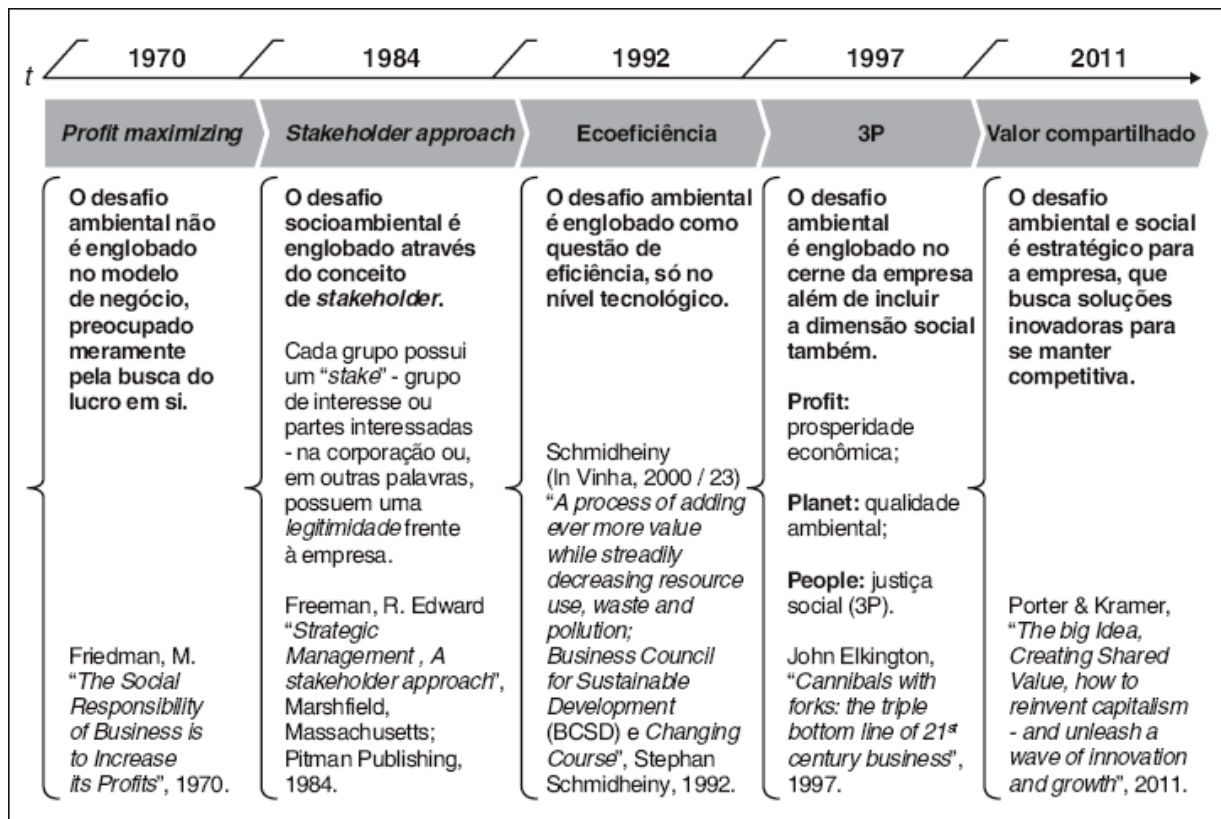 t
1970
1984
1992
1997
2011
Profit maximizing
Stakeholder approach
Ecoeficiência
3P
Valor compartilhado
O desafio
ambiental não
é englobado
no modelo
de negócio,
preocupado
meramente
pela busca do
lucro em si.
Friedman, M.
“The Social
Responsibility
of Business is
to Increase
its Profits”, 1970.
O desafio
socioambiental é
englobado através
do conceito
de stakeholder.
Cada grupo possui
um “stake” - grupo
de interesse ou
partes interessadas
- na corporação ou,
em outras palavras,
possuem uma
legitimidade frente
à empresa.
Freeman, R. Edward
“Strategic
Management , A
stakeholder approach”,
Marshfield,
Massachusetts;
Pitman Publishing,
1984.
O desafio ambiental
é englobado como
questão de
eficiência, só no
nível tecnológico.
Schmidheiny
(In Vinha, 2000 / 23)
“A process of adding
ever more value
while streadily
decreasing resource
use, waste and
pollution;
Business Council
for Sustainable
Development
(BCSD) e Changing
Course”, Stephan
Schmidheiny, 1992.
O desafio
ambiental
é englobado no
cerne da empresa
além de incluir
a dimensão social
também.
Profit:
prosperidade
econômica;
Planet: qualidade
ambiental;
People: justiça
social (3P).
John Elkington,
“Cannibals with
forks: the triple
bottom line of 21st
century business”,
1997.
O desafio
ambiental e social
é estratégico para
a empresa, que
busca soluções
inovadoras para
se manter
competitiva.
Porter & Kramer,
“The big Idea,
Creating Shared
Value, how to
reinvent capitalism
- and unleash a
wave of innovation
and growth”, 2011.